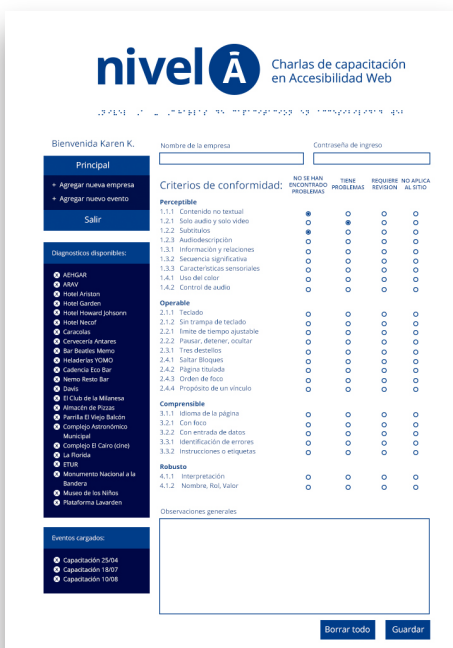 nivel Ā
Charlas de capacitación
en Accesibilidad Web
Bienvenida Karen K.
Principal
+ Agregar nueva empresa
+ Agregar nuevo evento
Salir
Diagnosticos disponibles:
X AEHGAR
X ARAV
X Hotel Ariston
X Hotel Garden
X Hotel Howard Johsonn
X Hotel Necof
X Caracolas
X Cervecería Antares
X Bar Beatles Memo
X Heladerías YOMO
X Cadencia Eco Bar
X Nemo Resto Bar
X Davis
X El Club de la Milanesa
X Almacén de Pizzas
X Parrilla El Viejo Balcón
X Complejo Astronómico
Municipal
X Complejo El Cairo (cine)
X La Florida
X ETUR
X Monumento Nacional a la
Bandera
X Museo de los Niños
X Plataforma Lavarden
Eventos cargados:
X Capacitación 25/04
X Capacitación 18/07
X Capacitación 10/08
Nombre de la empresa
Contraseña de ingreso
Criterios de conformidad:
NO SE HAN
ENCONTRADO
PROBLEMAS
TIENE
PROBLEMAS
REQUIERE
REVISION
NO APLICA
AL SITIO
Perceptible
1.1.1 Contenido no textual
1.2.1 Solo audio y solo video
1.2.2 Subtitulos
1.2.3 Audiodescripción
1.3.1 Información y relaciones
1.3.2 Secuencia significativa
1.3.3 Características sensoriales
1.4.1 Uso del color
1.4.2 Control de audio
Operable
2.1.1 Teclado
2.1.2 Sin trampa de teclado
2.2.1 límite de tiempo ajustable
2.2.2 Pausar, detener, ocultar
2.3.1 Tres destellos
2.4.1 Saltar Bloques
2.4.2 Página titulada
2.4.3 Orden de foco
2.4.4 Propósito de un vínculo
Comprensible
3.1.1 Idioma de la página
3.2.1 Con foco
3.2.2 Con entrada de datos
3.3.1 Identificación de errores
3.3.2 Instrucciones o etiquetas
Robusto
4.1.1 Interpretación
4.1.2 Nombre, Rol, Valor
Observaciones generales
Borrar todo
Guardar